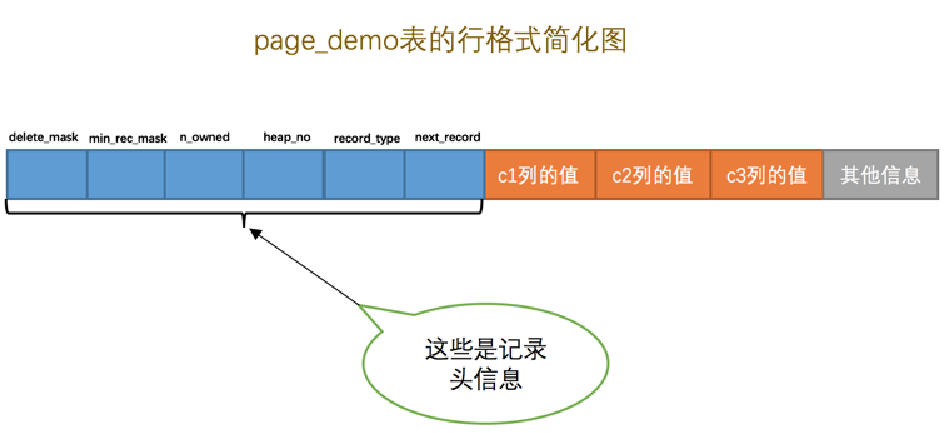 page_demo表的行格式简化图
delete_mask min_rec_mask n_owned heap_no record_type next_record
c1列的值 c2列的值 c3列的值 其他信息
这些是记录
头信息